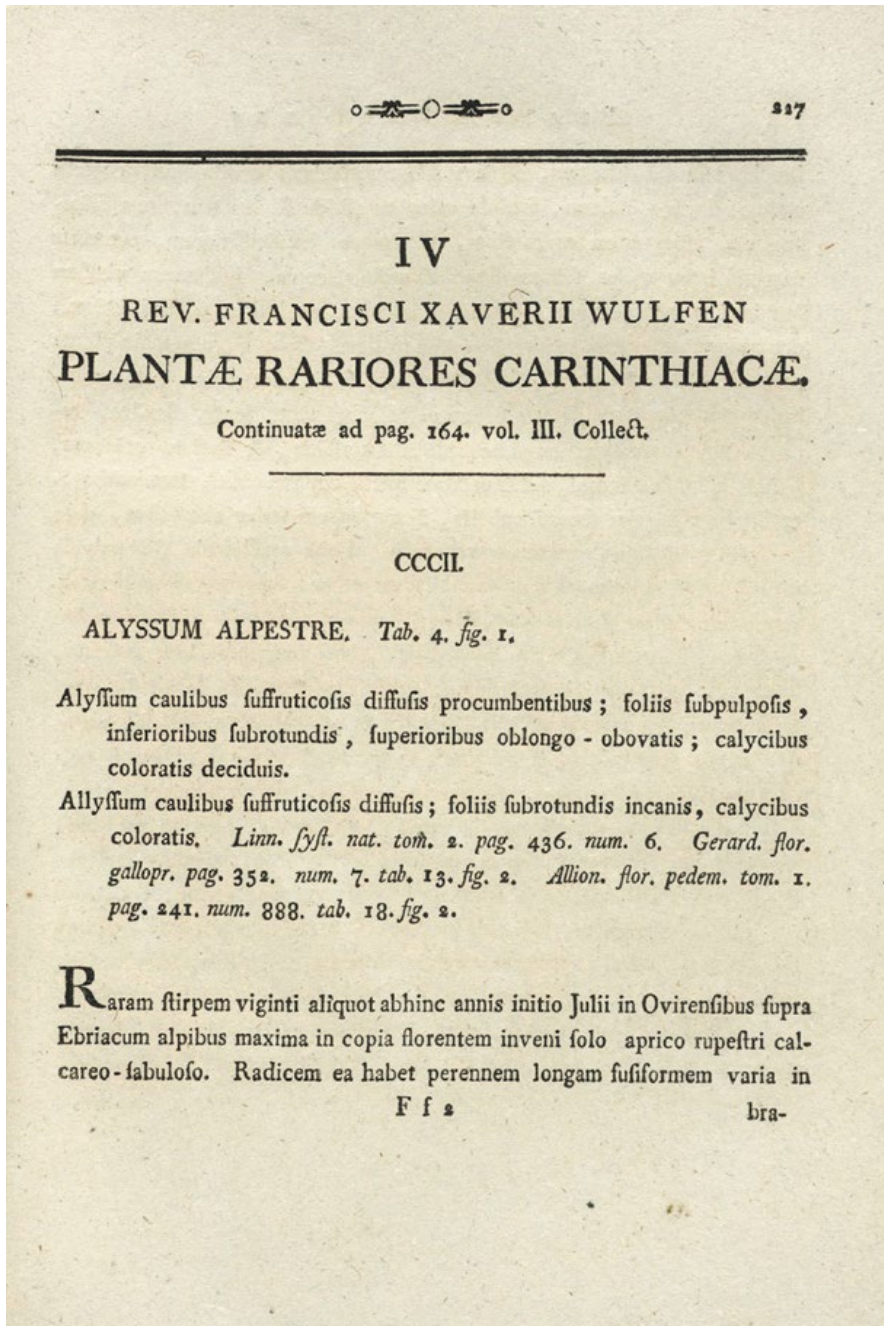 227
IV
REV. FRANCISCI XAVERII WULFEN
PLANTÆ RARIORES CARINTHIACÆ.
Continuatæ ad pag. 164. vol. III. Collect.
CCCII.
ALYSSUM ALPESTRE. Tab. 4. fig. 1.
Alyſſum caulibus ſuffruticoſis diffuſis procumbentibus ; foliis ſubpulpoſis ,
inferioribus ſubrotundis , ſuperioribus oblongo - obovatis ; calycibus
coloratis deciduis.
Allyſſum caulibus ſuffruticoſis diffuſis ; foliis ſubrotundis incanis, calycibus
coloratis. Linn. ſyſt. nat. tom. 2. pag. 436. num. 6. Gerard. flor.
gallopr. pag. 352. num. 7. tab. 13. fig. 2. Allion. flor. pedem. tom. 1.
pag. 241. num. 888. tab. 18. fig. 2.
Raram ſtirpem viginti aliquot abhinc annis initio Julii in Ovirenſibus ſupra
Ebriacum alpibus maxima in copia florentem inveni ſolo aprico rupeſtri cal-
careo-ſabuloſo. Radicem ea habet perennem longam fuſiformem varia in
F f 2 bra-